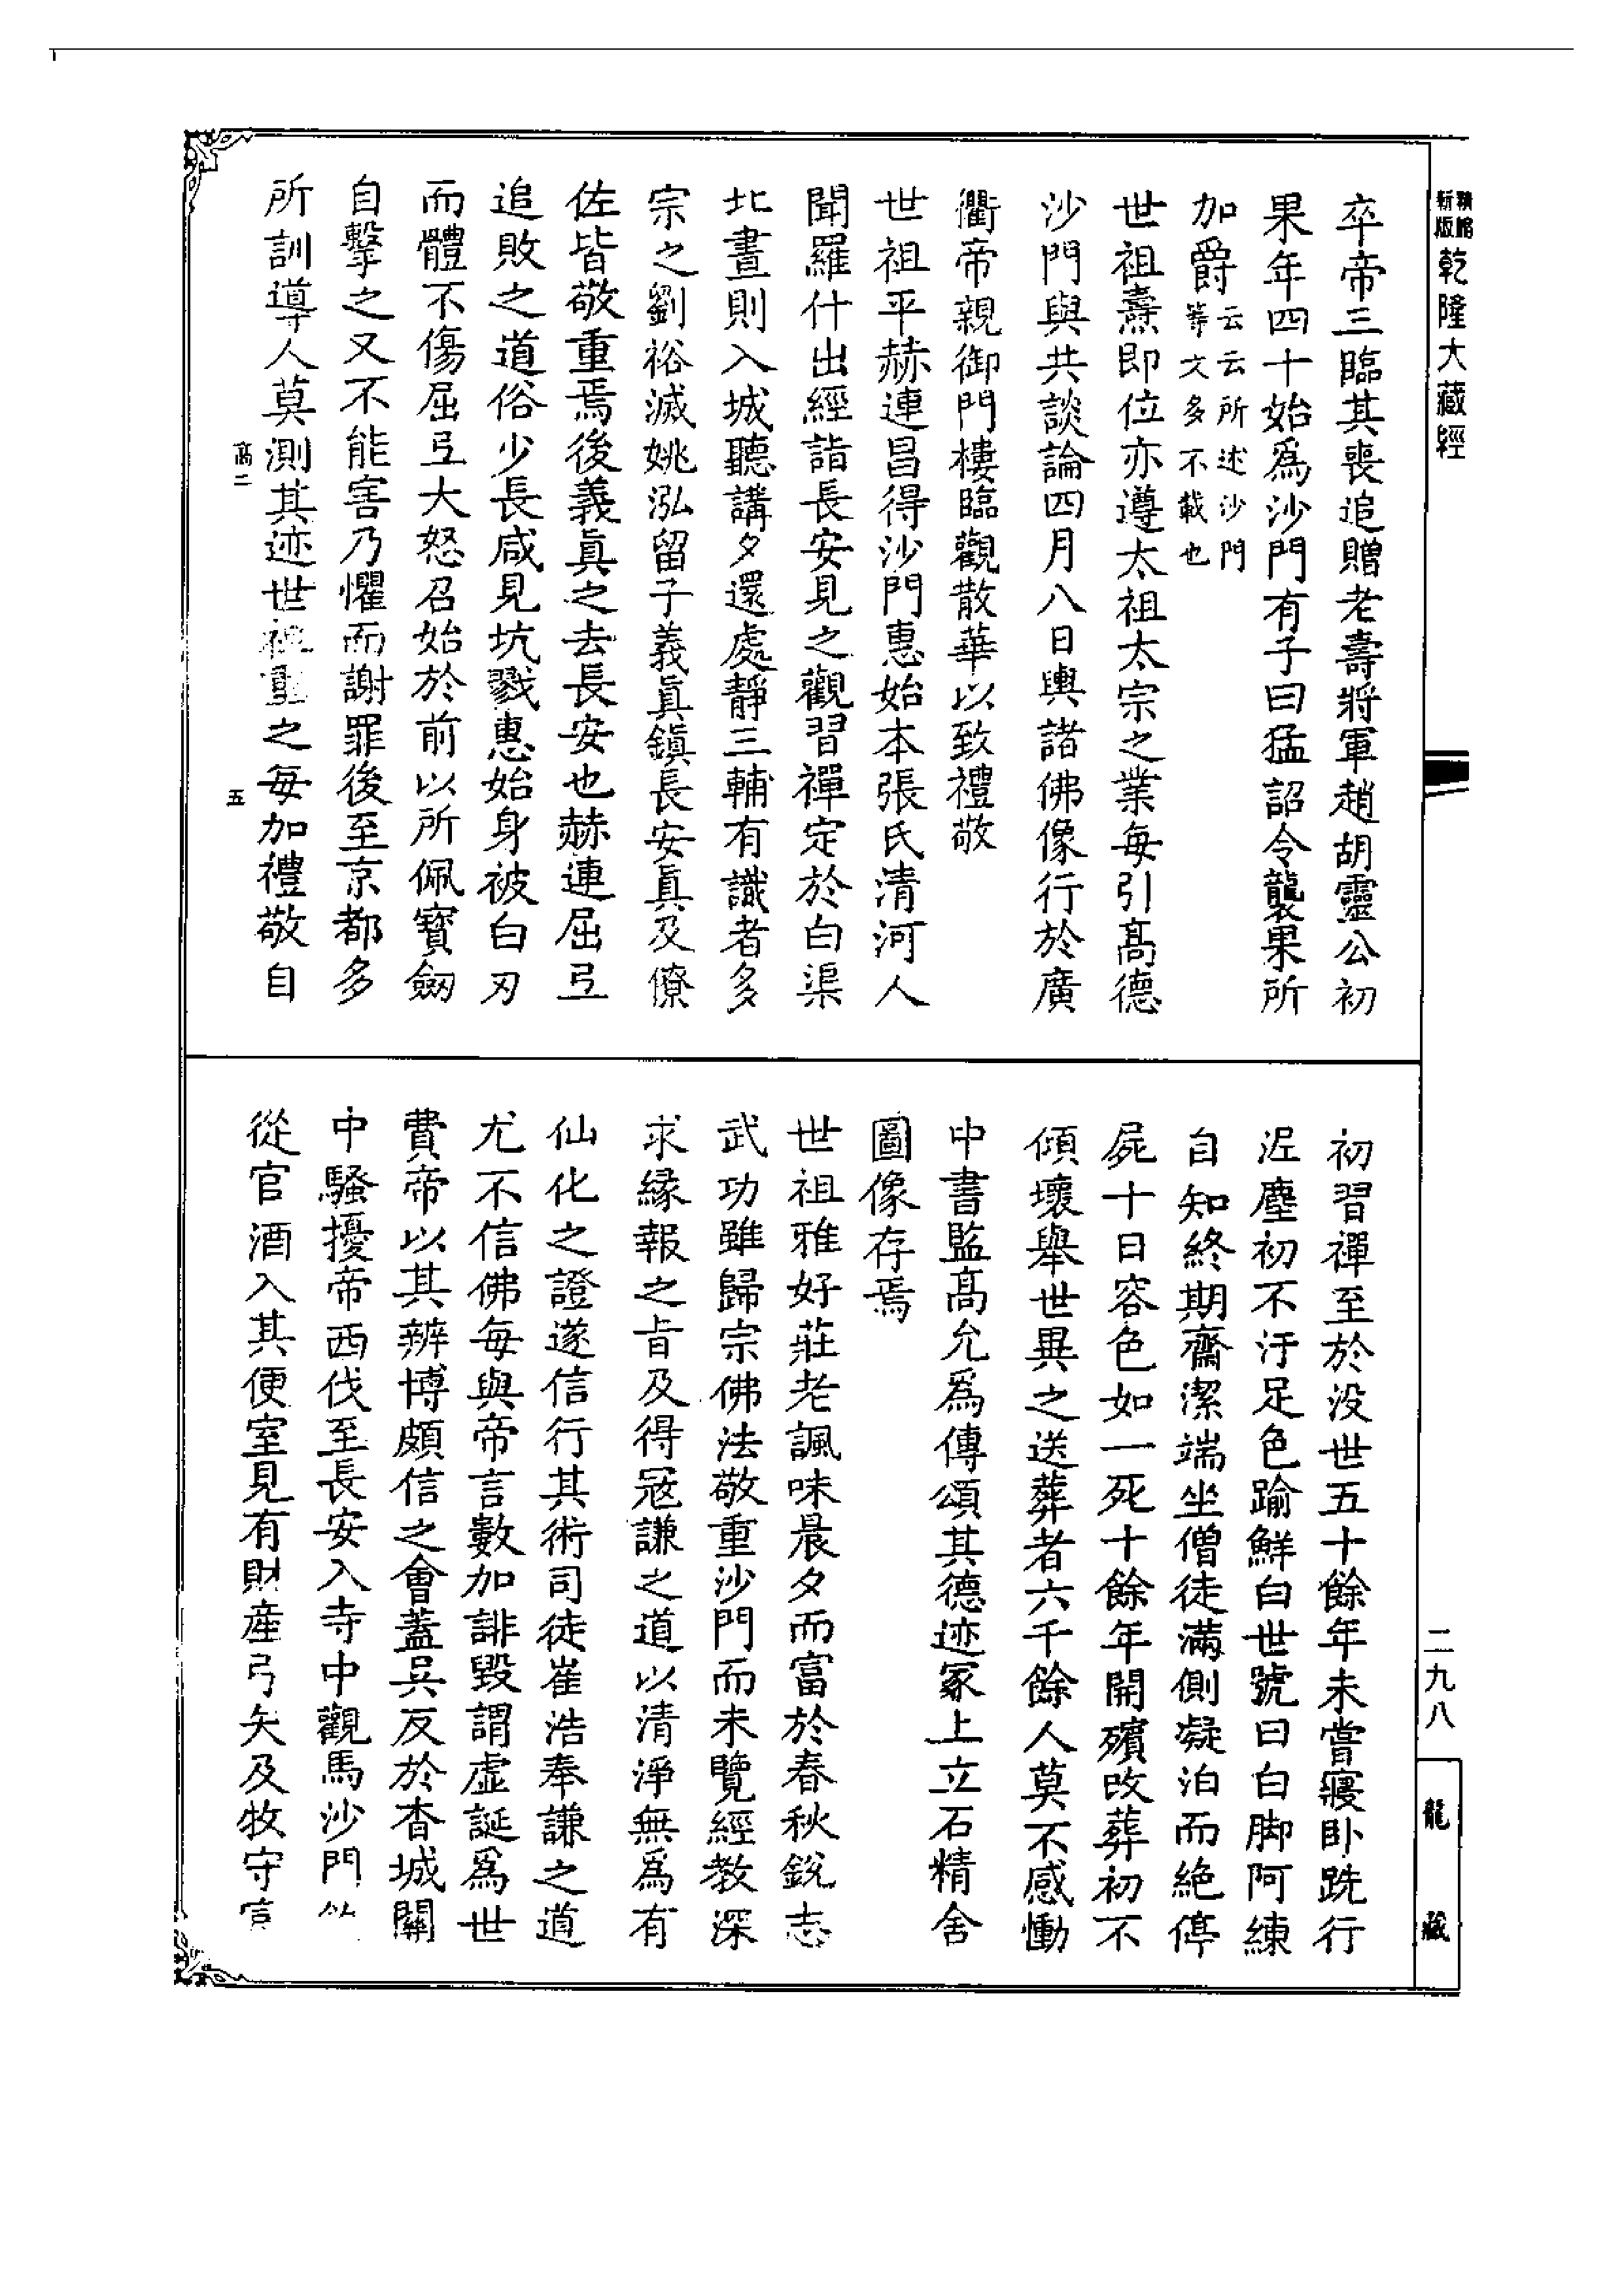 新版
乾隆大藏經
卒帝三臨其喪追贈老壽將軍趙胡靈公初
果年四十始爲沙門有子曰猛詔令襲果所
加爵云云所述沙門等文多不載也
世祖燾即位亦遵太祖太宗之業每引髙德
沙門與共談論四月八日輿諸佛像行於廣
衢帝親御門樓臨觀散華以致禮敬
世祖平赫連昌得沙門惠始本張氏清河人
聞羅什出經詣長安見之觀習禪定於白渠
北晝則入城聽講夕還處靜三輔有識者多
宗之劉裕滅姚泓留子義眞鎭長安眞及僚
佐皆敬重焉後義眞之去長安也赫連屈丐
追敗之道俗少長咸見坑戮惠始身被白刃
而體不傷屈丐大怒召始於前以所佩寳劔
自擊之又不能害乃懼而謝罪後至京都多
所訓導人莫測其迹世祖重之每加禮敬自
髙二
五
初習禪至於没世五十餘年未嘗寢卧跣行
泥塵初不汙足色踰鮮白世號曰白脚阿練
自知終期齋潔端坐僧徒滿側凝泊而絶停
屍十日容色如一死十餘年開殯改葬初不
傾壞舉世異之送葬者六千餘人莫不感慟
中書監髙允爲傳頌其德迹冢上立石精舍
圖像存焉
世祖雅好莊老諷味晨夕而富於春秋銳志
武功雖歸宗佛法敬重沙門而未覽經教深
求縁報之旨及得冦謙之道以清淨無爲有
仙化之證遂信行其術司徒崔浩奉謙之道
尤不信佛每與帝言數加誹毀謂虛誕爲世
費帝以其辨博頗信之會蓋吳反於杏城關
中騷擾帝西伐至長安入寺中觀馬沙門
從官酒入其便室見有財產弓矢及牧守
二九八
龍藏